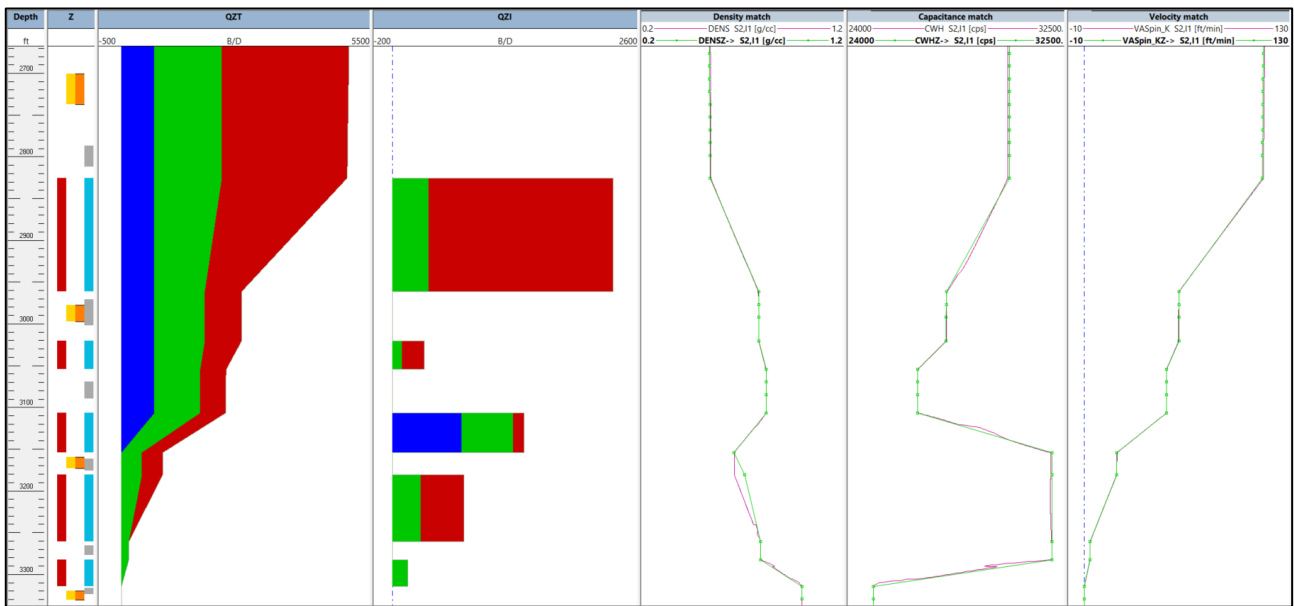 Depth Z QZT QZI Density match Capacitance match Velocity match
ft -500 B/D 5500 -200 B/D 2600 0.2 DENS S2,I1 [g/cc] 1.2 24000 CWH S2,I1 [cps] 32500. -10 VASpin_K S2,I1 [ft/min] 130
0.2 DENSZ-> S2,I1 [g/cc] 1.2 24000 CWHZ-> S2,I1 [cps] 32500. -10 VASpin_KZ-> S2,I1 [ft/min] 130
2700
2800
2900
3000
3100
3200
3300